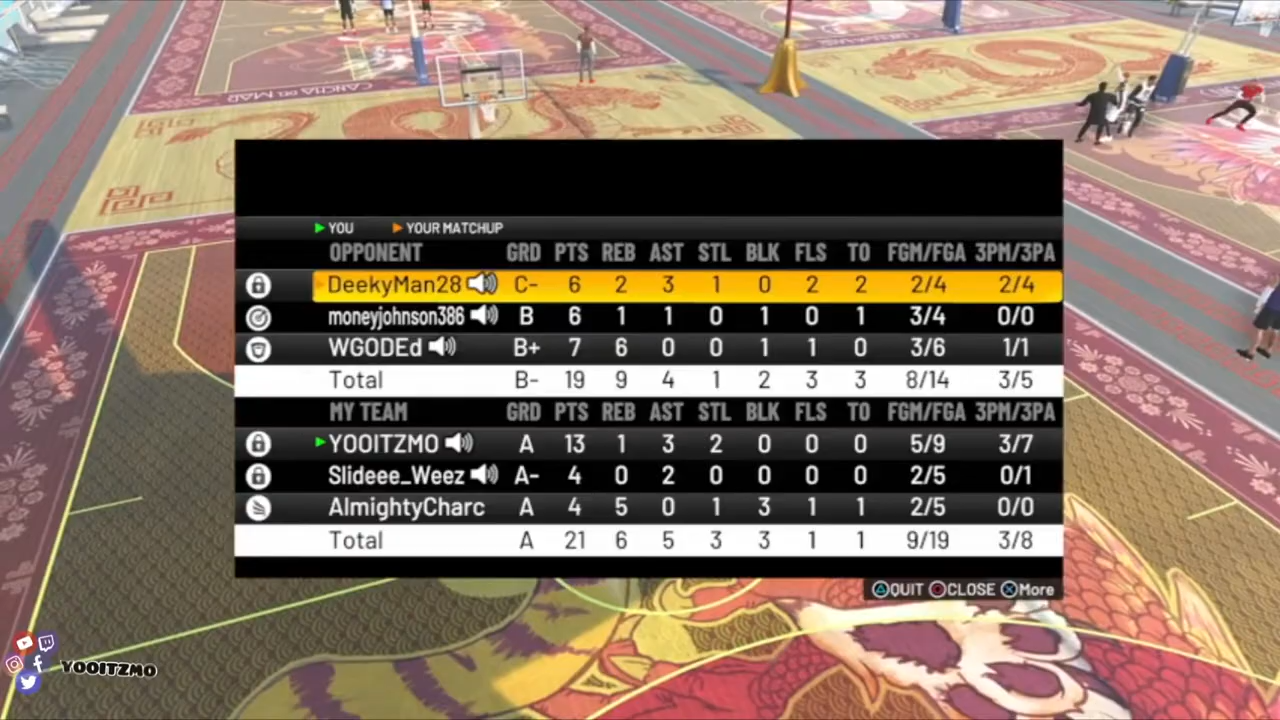 CANCHA DEL MAR
YOU YOUR MATCHUP
OPPONENT GRD PTS REB AST STL BLK FLS TO FGM/FGA 3PM/3PA
DeekyMan28 C- 6 2 3 1 0 2 2 2/4 2/4
moneyjohnson386 B 6 1 1 0 1 0 1 3/4 0/0
WGODEd B+ 7 6 0 0 1 1 0 3/6 1/1
Total B- 19 9 4 1 2 3 3 8/14 3/5
MY TEAM GRD PTS REB AST STL BLK FLS TO FGM/FGA 3PM/3PA
YOOITZMO A 13 1 3 2 0 0 0 5/9 3/7
Slideee_Weez A- 4 0 2 0 0 0 0 2/5 0/1
AlmightyCharc A 4 5 0 1 3 1 1 2/5 0/0
Total A 21 6 5 3 3 1 1 9/19 3/8
QUIT CLOSE More
YOOITZMO